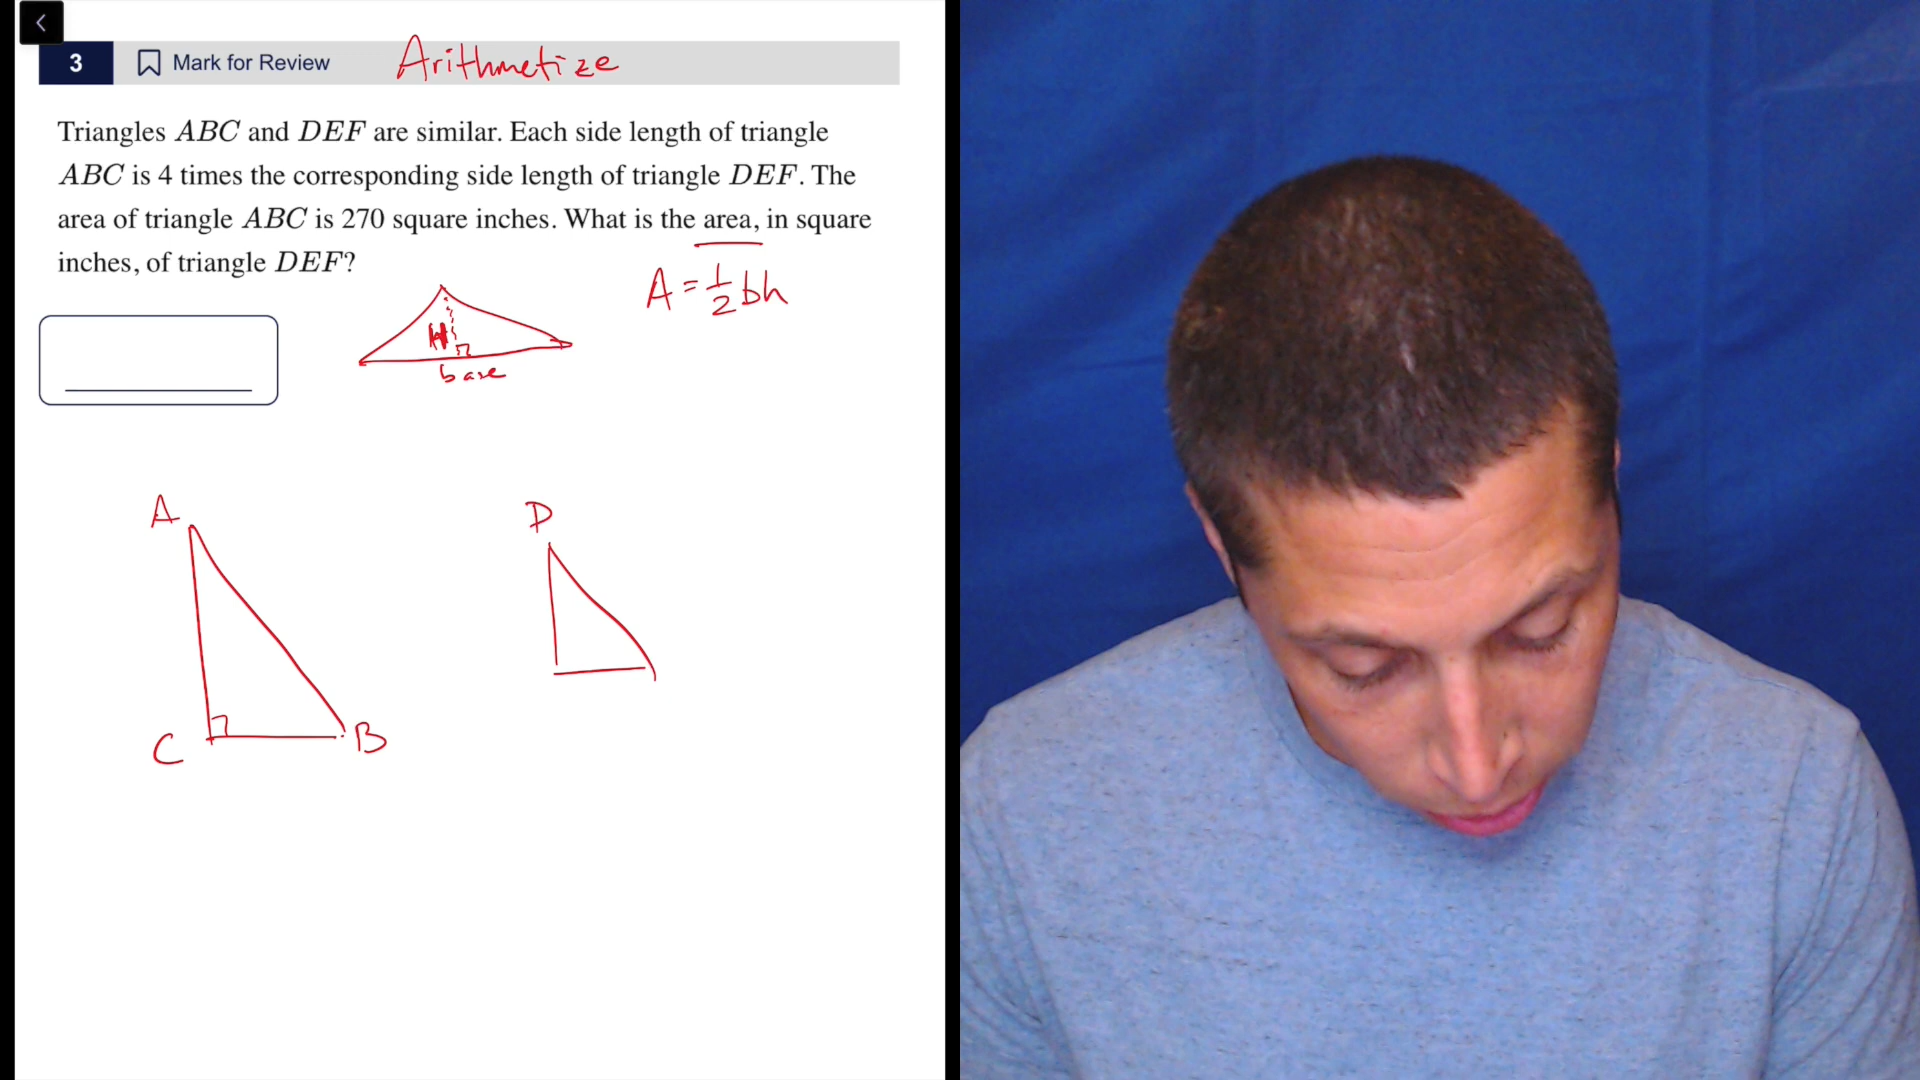 3 Mark for Review Arithmetize
Triangles ABC and DEF are similar. Each side length of triangle
ABC is 4 times the corresponding side length of triangle DEF. The
area of triangle ABC is 270 square inches. What is the area, in square
inches, of triangle DEF?
A = 1/2 bh
H
base
A
D
C
B